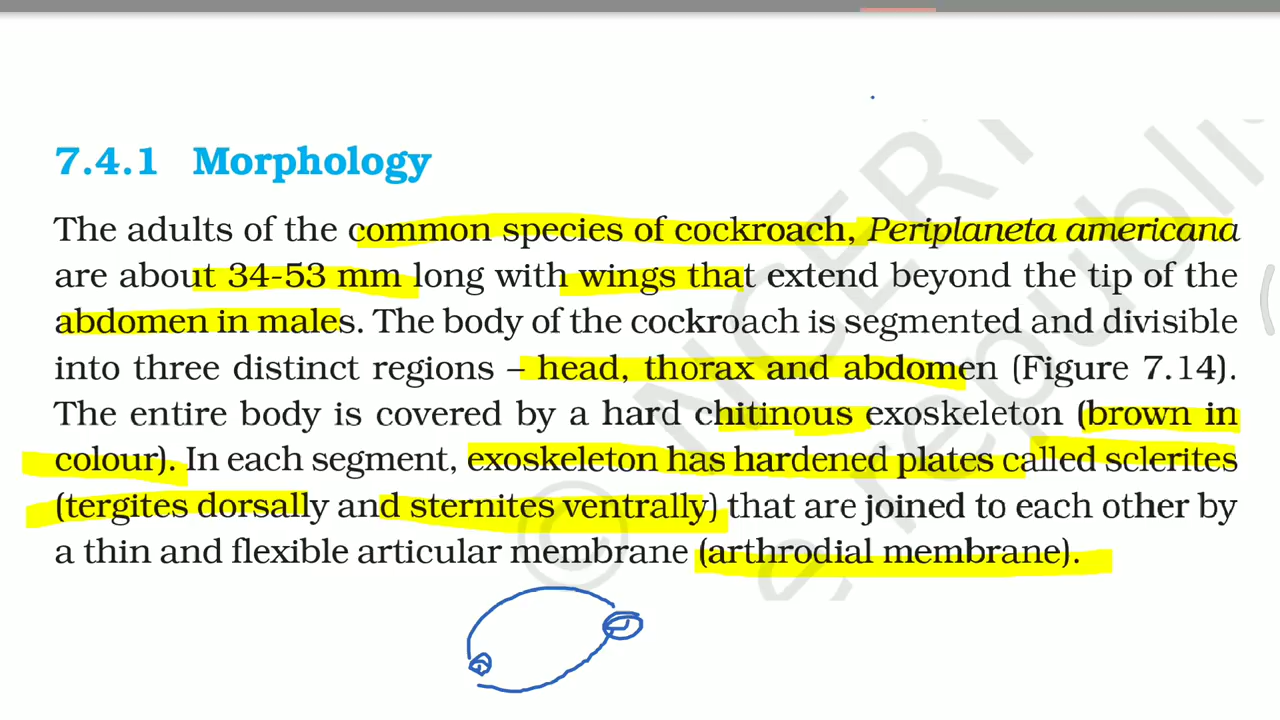 7.4.1 Morphology
The adults of the common species of cockroach, Periplaneta americana
are about 34-53 mm long with wings that extend beyond the tip of the
abdomen in males. The body of the cockroach is segmented and divisible
into three distinct regions – head, thorax and abdomen (Figure 7.14).
The entire body is covered by a hard chitinous exoskeleton (brown in
colour). In each segment, exoskeleton has hardened plates called sclerites
(tergites dorsally and sternites ventrally) that are joined to each other by
a thin and flexible articular membrane (arthrodial membrane).
© NCERT
republi